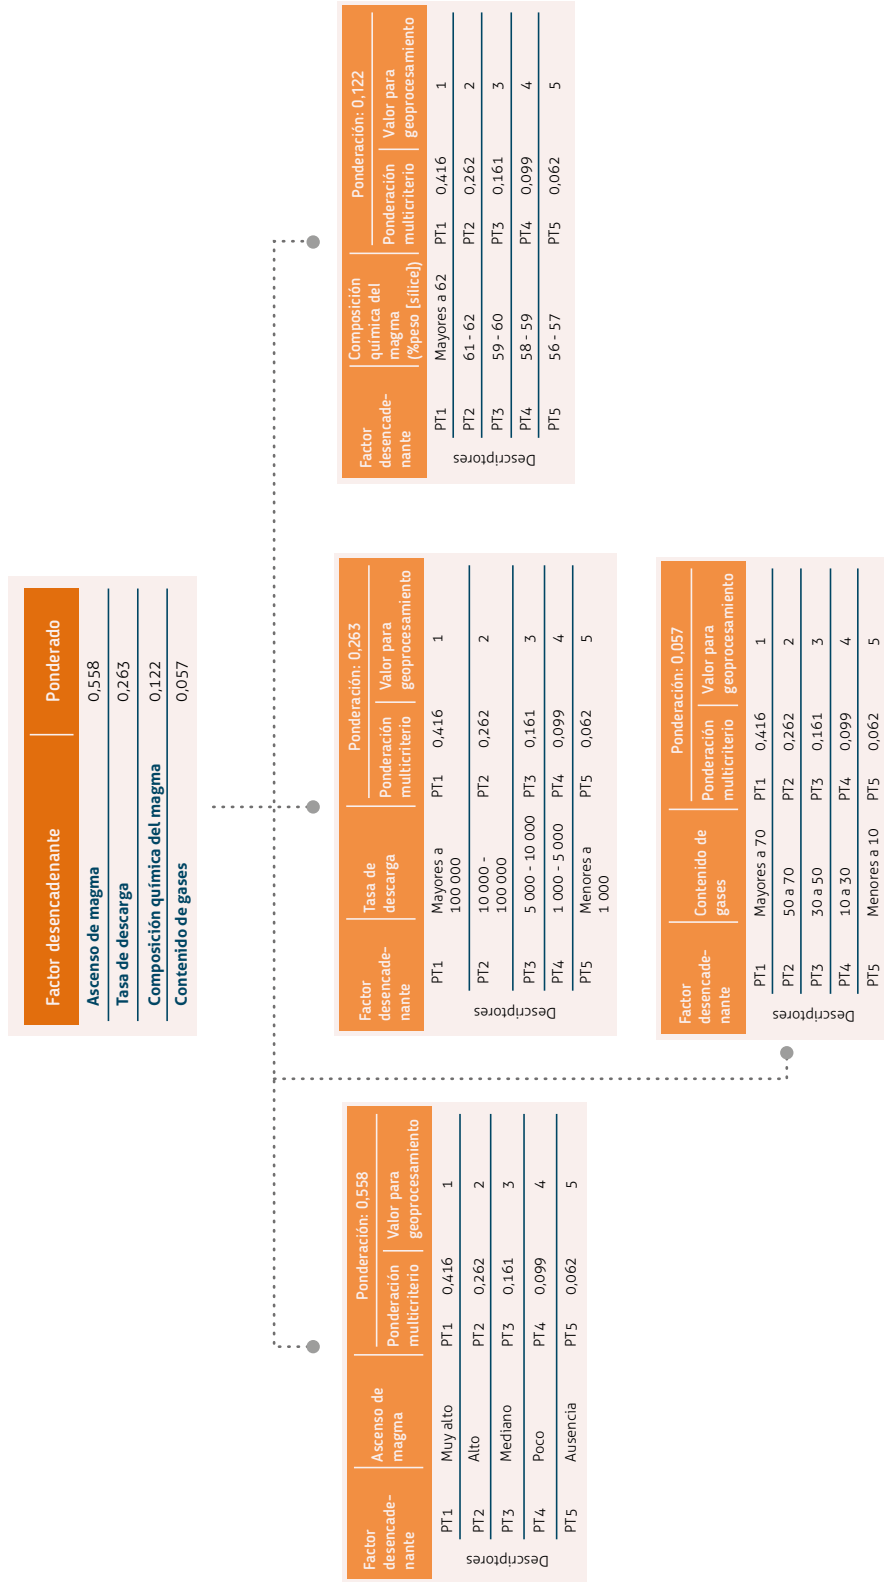 Factor desencadenante Ponderado
Ascenso de magma 0,558
Tasa de descarga 0,263
Composición química del magma 0,122
Contenido de gases 0,057
Factor
desencade-
nante
Ascenso de
magma
Ponderación: 0,558
Ponderación
multicriterio
Valor para
geoprocesamiento
Descriptores
PT1 Muy alto PT1 0,416 1
PT2 Alto PT2 0,262 2
PT3 Mediano PT3 0,161 3
PT4 Poco PT4 0,099 4
PT5 Ausencia PT5 0,062 5
Factor
desencade-
nante
Tasa de
descarga
Ponderación: 0,263
Ponderación
multicriterio
Valor para
geoprocesamiento
Descriptores
PT1 Mayores a PT1 0,416 1
100 000
PT2 10 000 - PT2 0,262 2
100 000
PT3 5 000 - 10 000 PT3 0,161 3
PT4 1 000 - 5 000 PT4 0,099 4
PT5 Menores a PT5 0,062 5
1 000
Factor
desencade-
nante
Composición
química del
magma
(%peso [sílice])
Ponderación: 0,122
Ponderación
multicriterio
Valor para
geoprocesamiento
Descriptores
PT1 Mayores a 62 PT1 0,416 1
PT2 61 - 62 PT2 0,262 2
PT3 59 - 60 PT3 0,161 3
PT4 58 - 59 PT4 0,099 4
PT5 56 - 57 PT5 0,062 5
Factor
desencade-
nante
Contenido de
gases
Ponderación: 0,057
Ponderación
multicriterio
Valor para
geoprocesamiento
Descriptores
PT1 Mayores a 70 PT1 0,416 1
PT2 50 a 70 PT2 0,262 2
PT3 30 a 50 PT3 0,161 3
PT4 10 a 30 PT4 0,099 4
PT5 Menores a 10 PT5 0,062 5